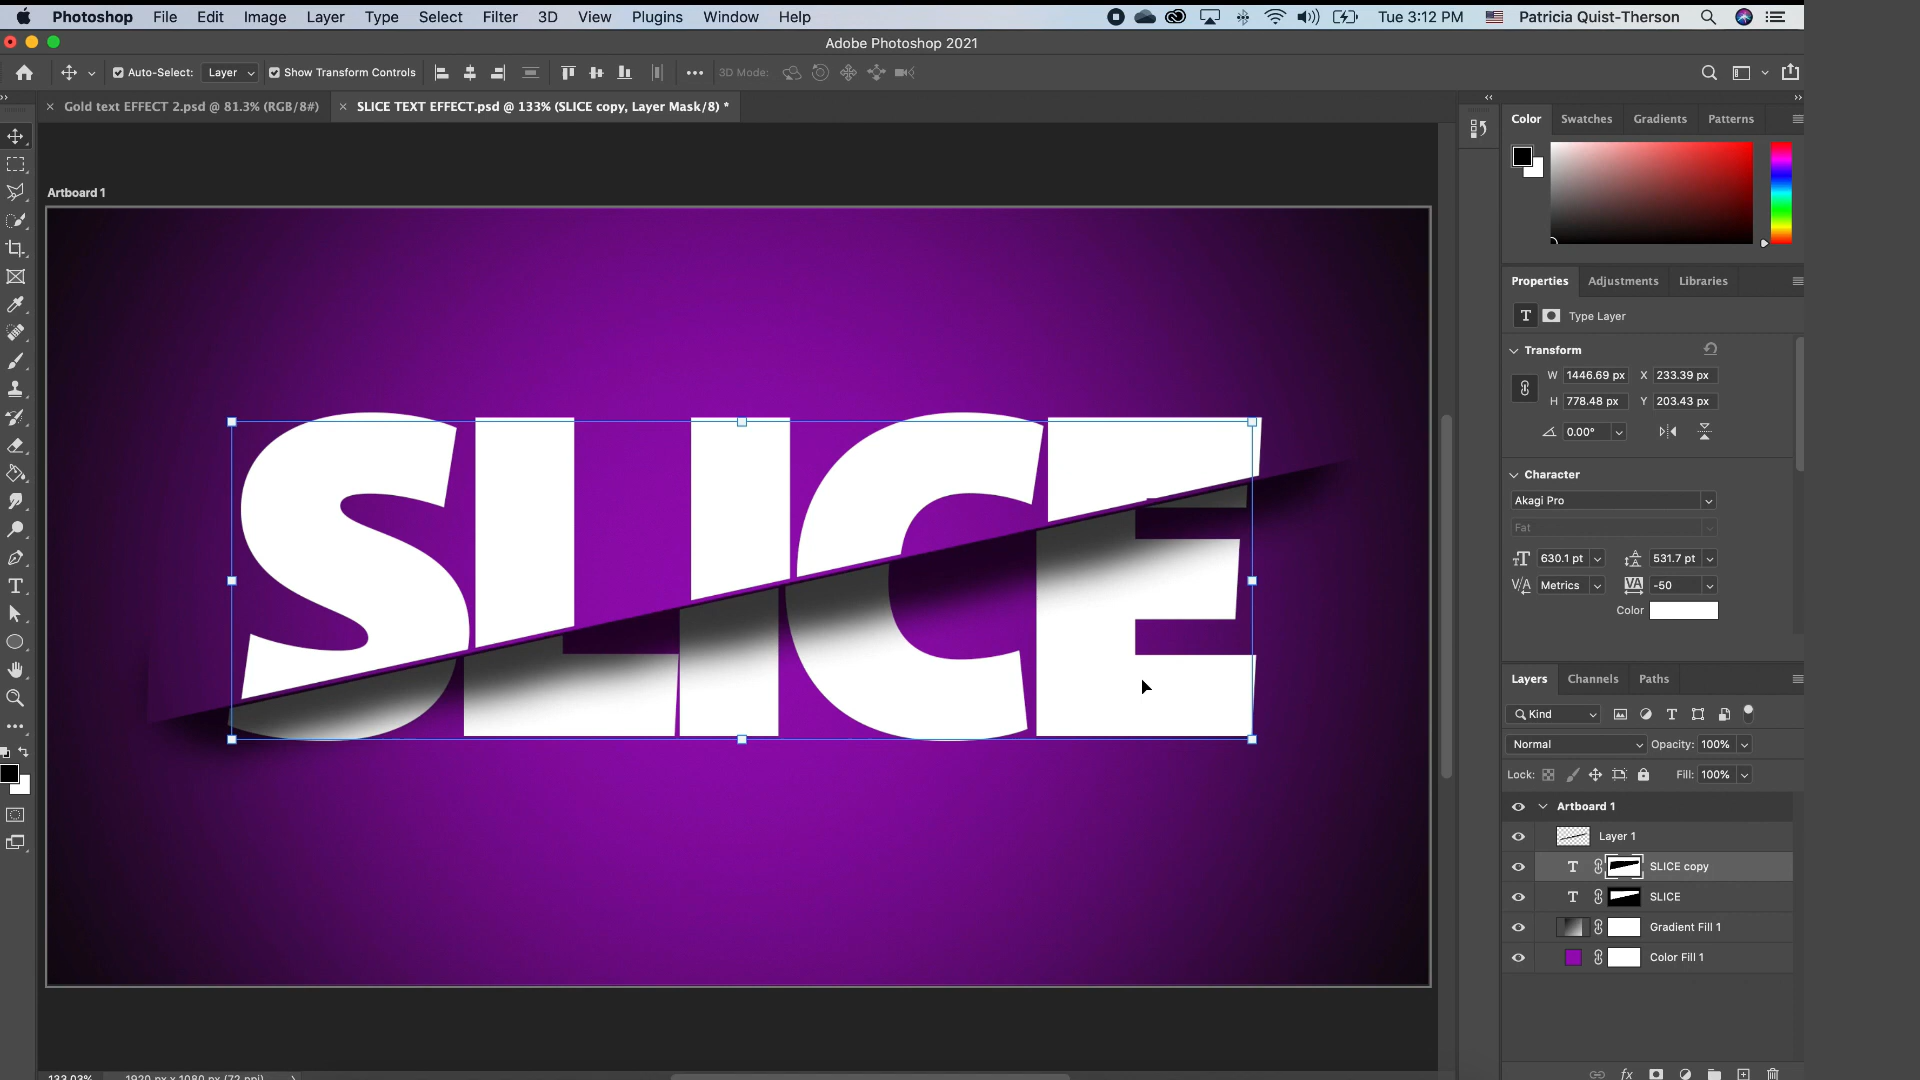 Photoshop File Edit Image Layer Type Select Filter 3D View Plugins Window Help Tue 3:12 PM Patricia Quist-Therson
Adobe Photoshop 2021
Auto-Select: Layer Show Transform Controls 3D Mode:
Gold text EFFECT 2.psd @ 81.3% (RGB/8#) SLICE TEXT EFFECT.psd @ 133% (SLICE copy, Layer Mask/8) *
Color Swatches Gradients Patterns
Artboard 1
SLICE
Properties Adjustments Libraries
T Type Layer
Transform
W 1446.69 px X 233.39 px
H 778.48 px Y 203.43 px
0.00°
Character
Akagi Pro
Fat
630.1 pt 531.7 pt
Metrics -50
Color
Layers Channels Paths
Kind
Normal Opacity: 100%
Lock: Fill: 100%
Artboard 1
Layer 1
T SLICE copy
T SLICE
Gradient Fill 1
Color Fill 1
133.03% 1920 px x 1080 px (72 ppi)
fx